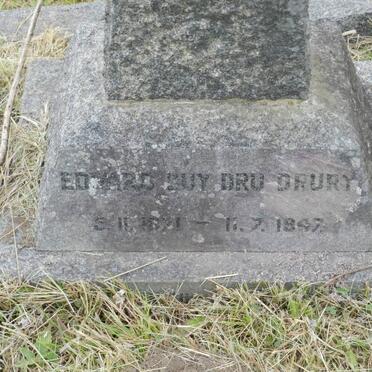 EDWARD GUY DRU DRURY
5.11.1871 — 11.7.1947